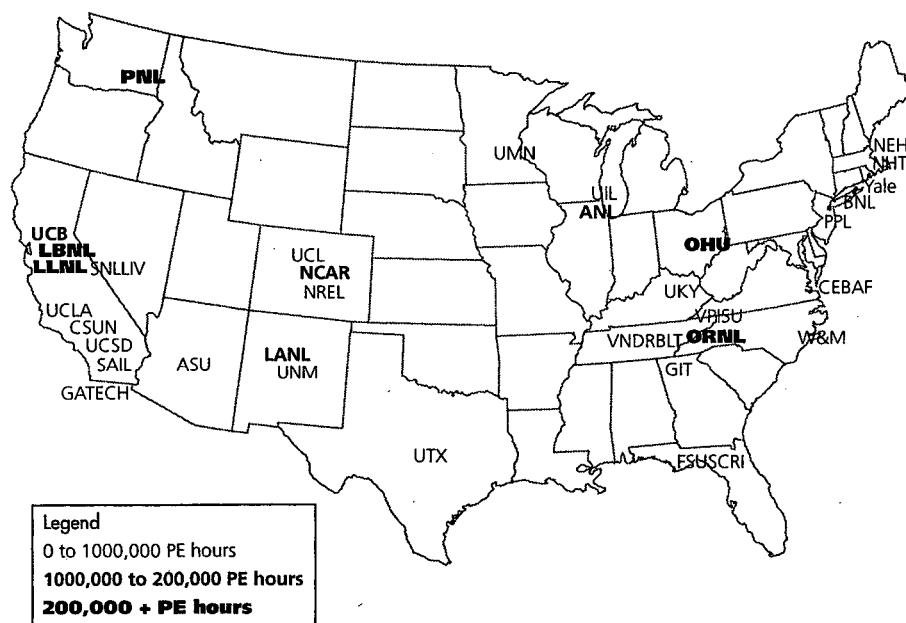 PNL
UMN
NEH
NHT
Yale
BNL
PPL
UIL
ANL
UCB
LBNL
LLNL
SNLLIV
UCL
NCAR
NREL
OHU
CEBAF
UKY
UCLA
CSUN
UCSD
SAIL
GATECH
ASU
LANL
UNM
VPISU
VNDRBLT
ORNL
W&M
GIT
UTX
FSUSCRI
Legend
0 to 1000,000 PE hours
1000,000 to 200,000 PE hours
200,000 + PE hours